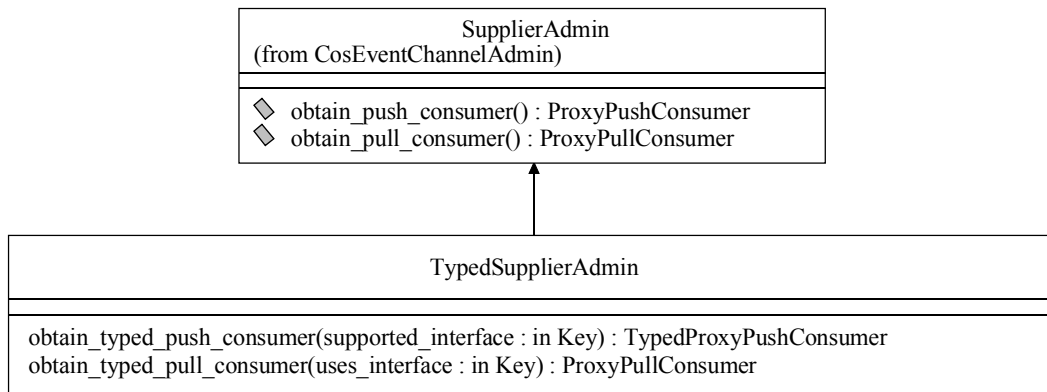 SupplierAdmin
(from CosEventChannelAdmin)
obtain_push_consumer() : ProxyPushConsumer
obtain_pull_consumer() : ProxyPullConsumer
TypedSupplierAdmin
obtain_typed_push_consumer(supported_interface : in Key) : TypedProxyPushConsumer
obtain_typed_pull_consumer(uses_interface : in Key) : ProxyPullConsumer